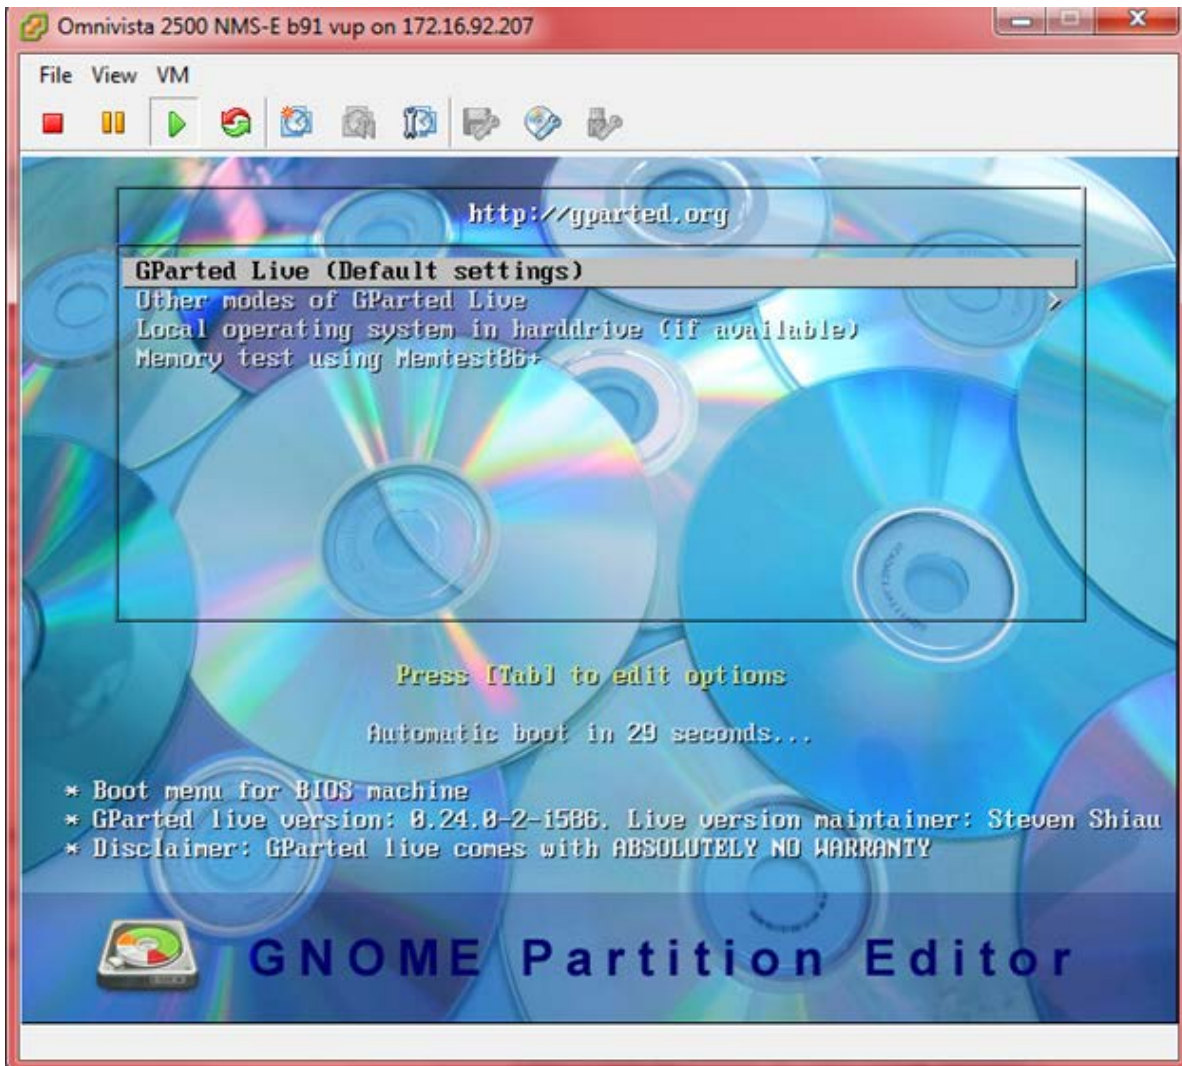 Omnivista 2500 NMS-E b91 vup on 172.16.92.207
File View VM
http://gparted.org
GParted Live (Default settings)
Other modes of GParted Live
Local operating system in harddrive (if available)
Memory test using Memtest86+
Press [Tab] to edit options
Automatic boot in 29 seconds...
* Boot menu for BIOS machine
* GParted live version: 0.24.0-2-i586. Live version maintainer: Steven Shiau
* Disclaimer: GParted live comes with ABSOLUTELY NO WARRANTY
GNOME Partition Editor